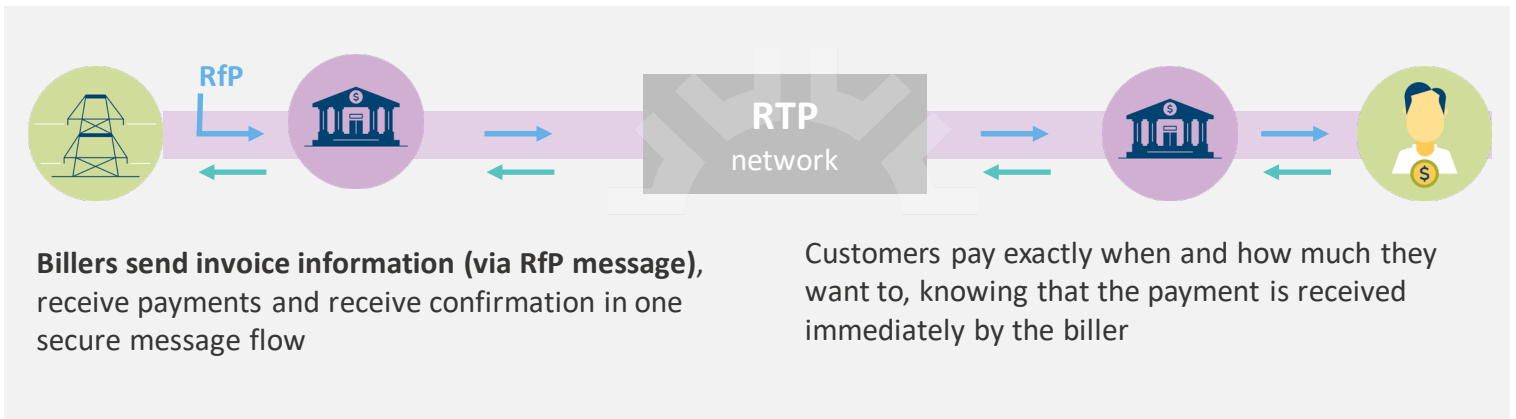 RfP
RTP
network
Billers send invoice information (via RfP message),
receive payments and receive confirmation in one
secure message flow
Customers pay exactly when and how much they
want to, knowing that the payment is received
immediately by the biller
$
$
$